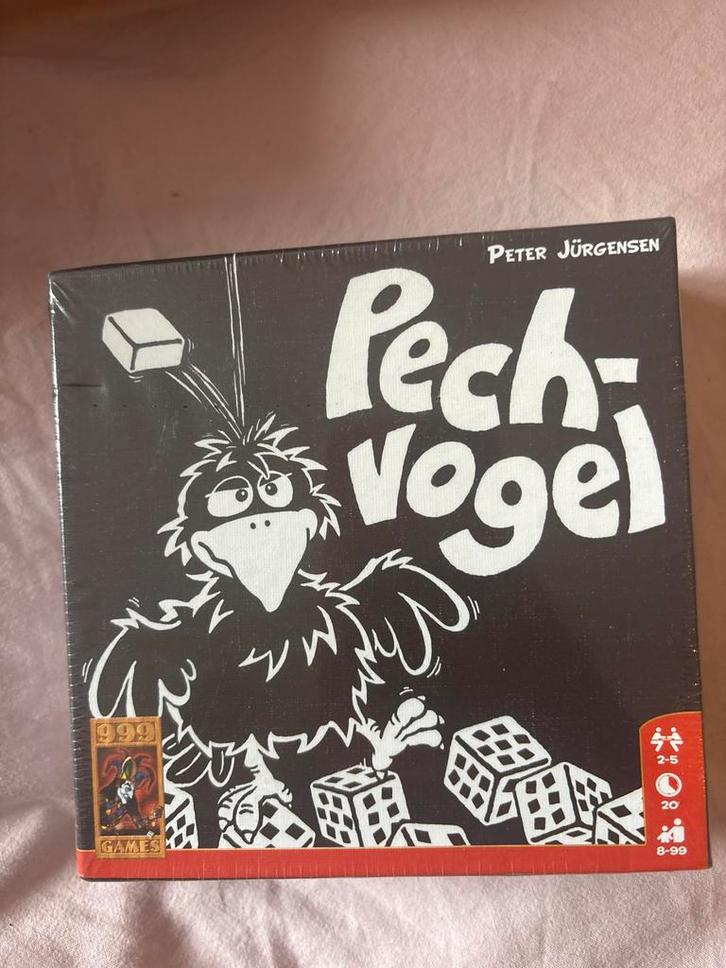 PETER JÜRGENSEN
Pech-
vogel
999
GAMES
2-5
20'
8-99